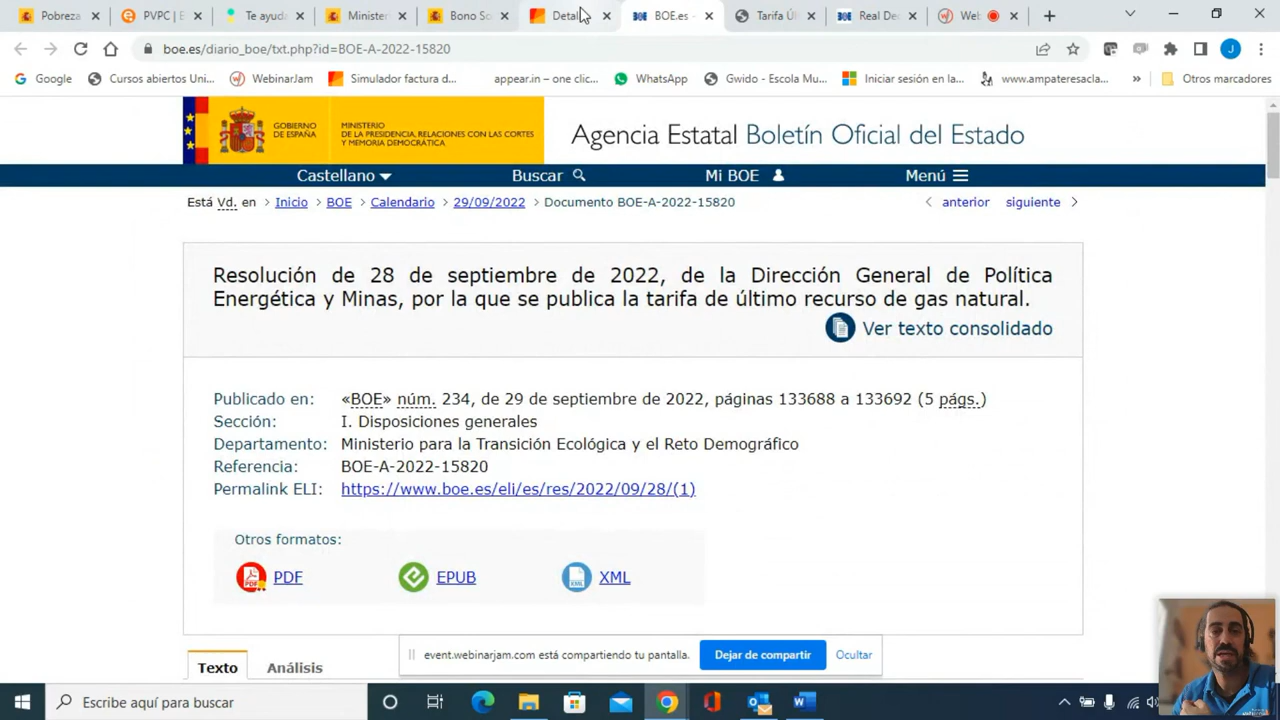 Pobreza
PVPC | E
Te ayuda
Minister
Bono So
Detal
BOE.es -
Tarifa Úl
Real Dec
Web
boe.es/diario_boe/txt.php?id=BOE-A-2022-15820
J
Google
Cursos abiertos Uni...
WebinarJam
Simulador factura d...
appear.in – one clic...
WhatsApp
Gwido - Escola Mu...
Iniciar sesión en la...
www.ampateresacla...
»
Otros marcadores
GOBIERNO
DE ESPAÑA
MINISTERIO
DE LA PRESIDENCIA, RELACIONES CON LAS CORTES
Y MEMORIA DEMOCRÁTICA
Agencia Estatal Boletín Oficial del Estado
Castellano
Buscar
Mi BOE
Menú
Está Vd. en > Inicio > BOE > Calendario > 29/09/2022 > Documento BOE-A-2022-15820
< anterior siguiente >
Resolución de 28 de septiembre de 2022, de la Dirección General de Política
Energética y Minas, por la que se publica la tarifa de último recurso de gas natural.
Ver texto consolidado
Publicado en: «BOE» núm. 234, de 29 de septiembre de 2022, páginas 133688 a 133692 (5 págs.)
Sección: I. Disposiciones generales
Departamento: Ministerio para la Transición Ecológica y el Reto Demográfico
Referencia: BOE-A-2022-15820
Permalink ELI: https://www.boe.es/eli/es/res/2022/09/28/(1)
Otros formatos:
PDF
EPUB
XML
Texto
Análisis
event.webinarjam.com está compartiendo tu pantalla.
Dejar de compartir
Ocultar
Escribe aquí para buscar